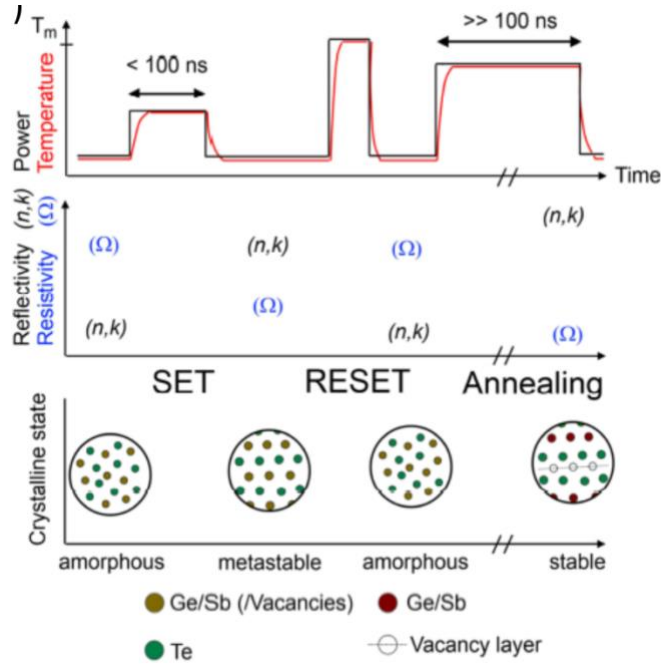 )
Tm
< 100 ns
>> 100 ns
Power
Temperature
Time
Reflectivity (n,k)
Resistivity (Ω)
(Ω)
(n,k)
(n,k)
(Ω)
(Ω)
(n,k)
(n,k)
(Ω)
SET
RESET
Annealing
Crystalline state
amorphous
metastable
amorphous
stable
Ge/Sb (/Vacancies)
Ge/Sb
Te
Vacancy layer